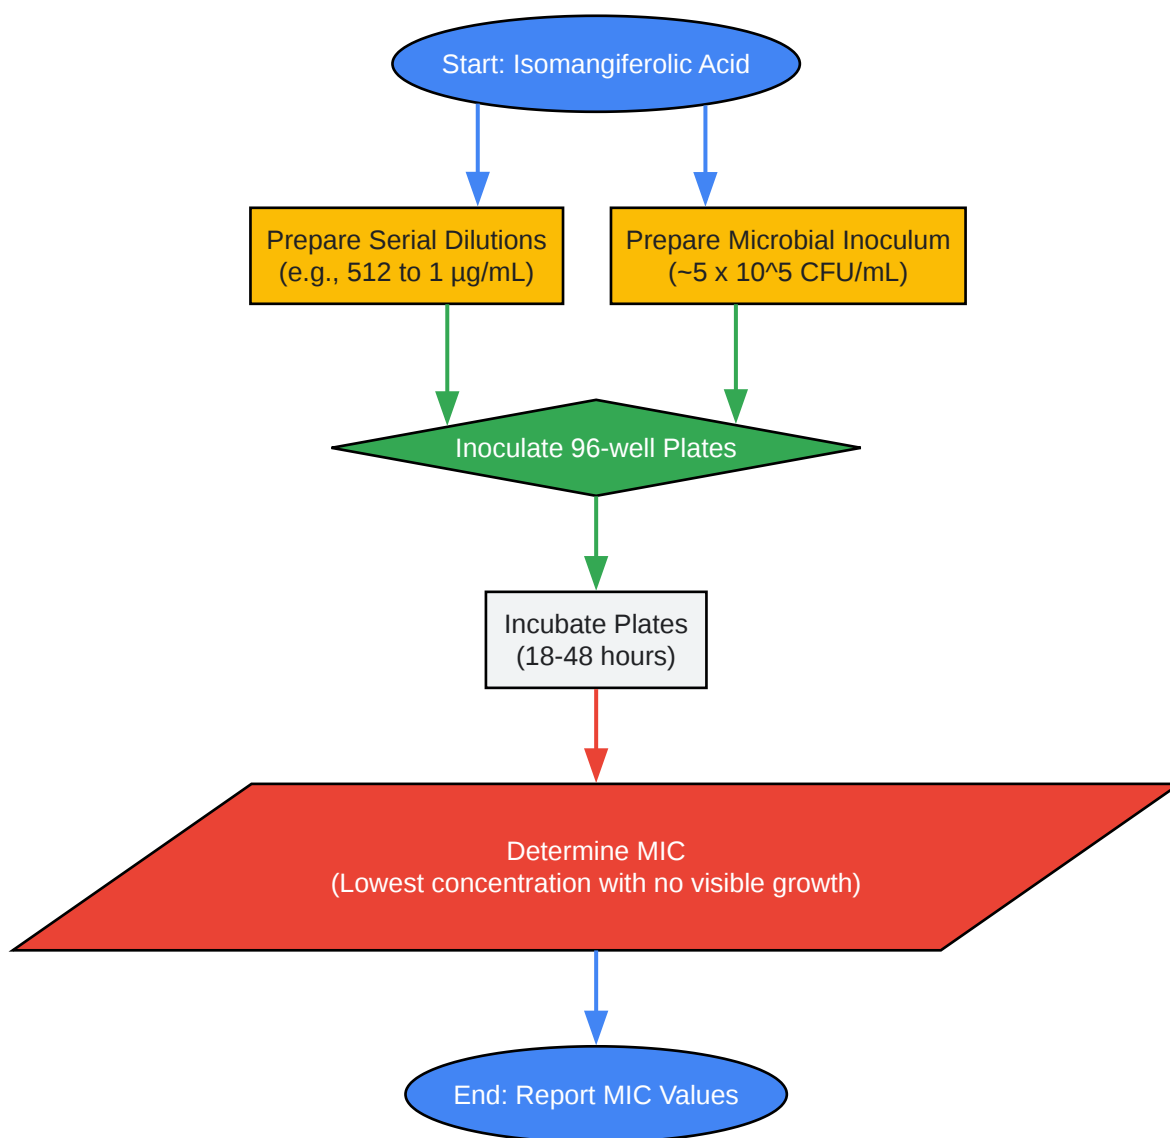 Start: Isomangiferolic Acid
Prepare Serial Dilutions
(e.g., 512 to 1 µg/mL)
Prepare Microbial Inoculum
(~5 x 10^5 CFU/mL)
Inoculate 96-well Plates
Incubate Plates
(18-48 hours)
Determine MIC
(Lowest concentration with no visible growth)
End: Report MIC Values